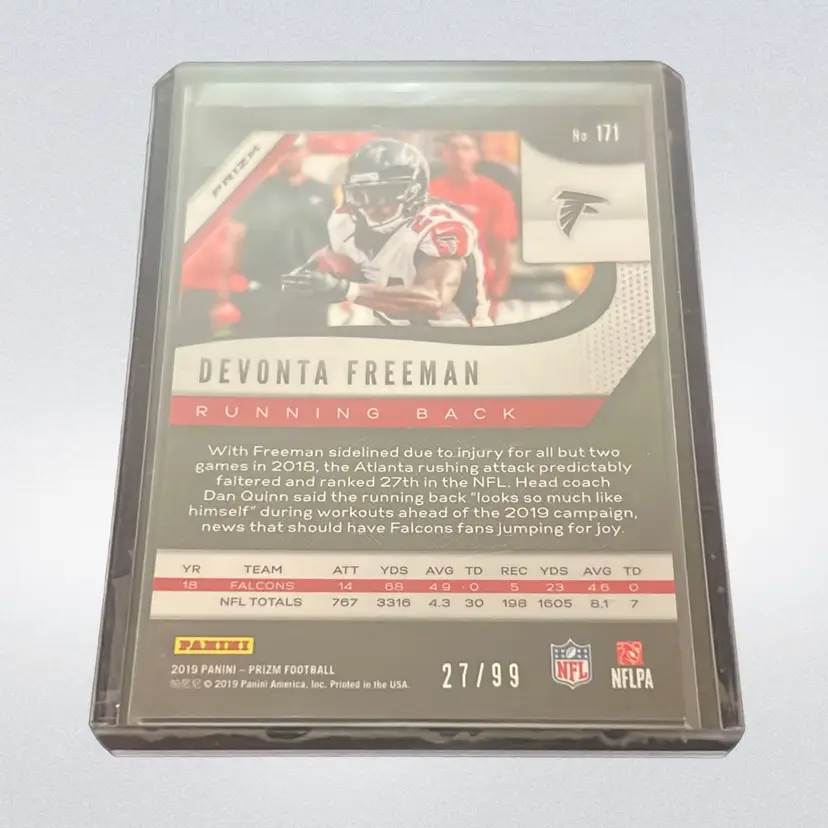 No 171
PRIZM
DEVONTA FREEMAN
RUNNING BACK
With Freeman sidelined due to injury for all but two
games in 2018, the Atlanta rushing attack predictably
faltered and ranked 27th in the NFL. Head coach
Dan Quinn said the running back "looks so much like
himself" during workouts ahead of the 2019 campaign,
news that should have Falcons fans jumping for joy.
YR TEAM ATT YDS AVG TD REC YDS AVG TD
18 FALCONS 14 68 4.9 0 5 23 4.6 0
NFL TOTALS 767 3316 4.3 30 198 1605 8.1 7
PANINI
2019 PANINI – PRIZM FOOTBALL
© 2019 Panini America, Inc. Printed in the USA.
27/99
NFL
NFLPA